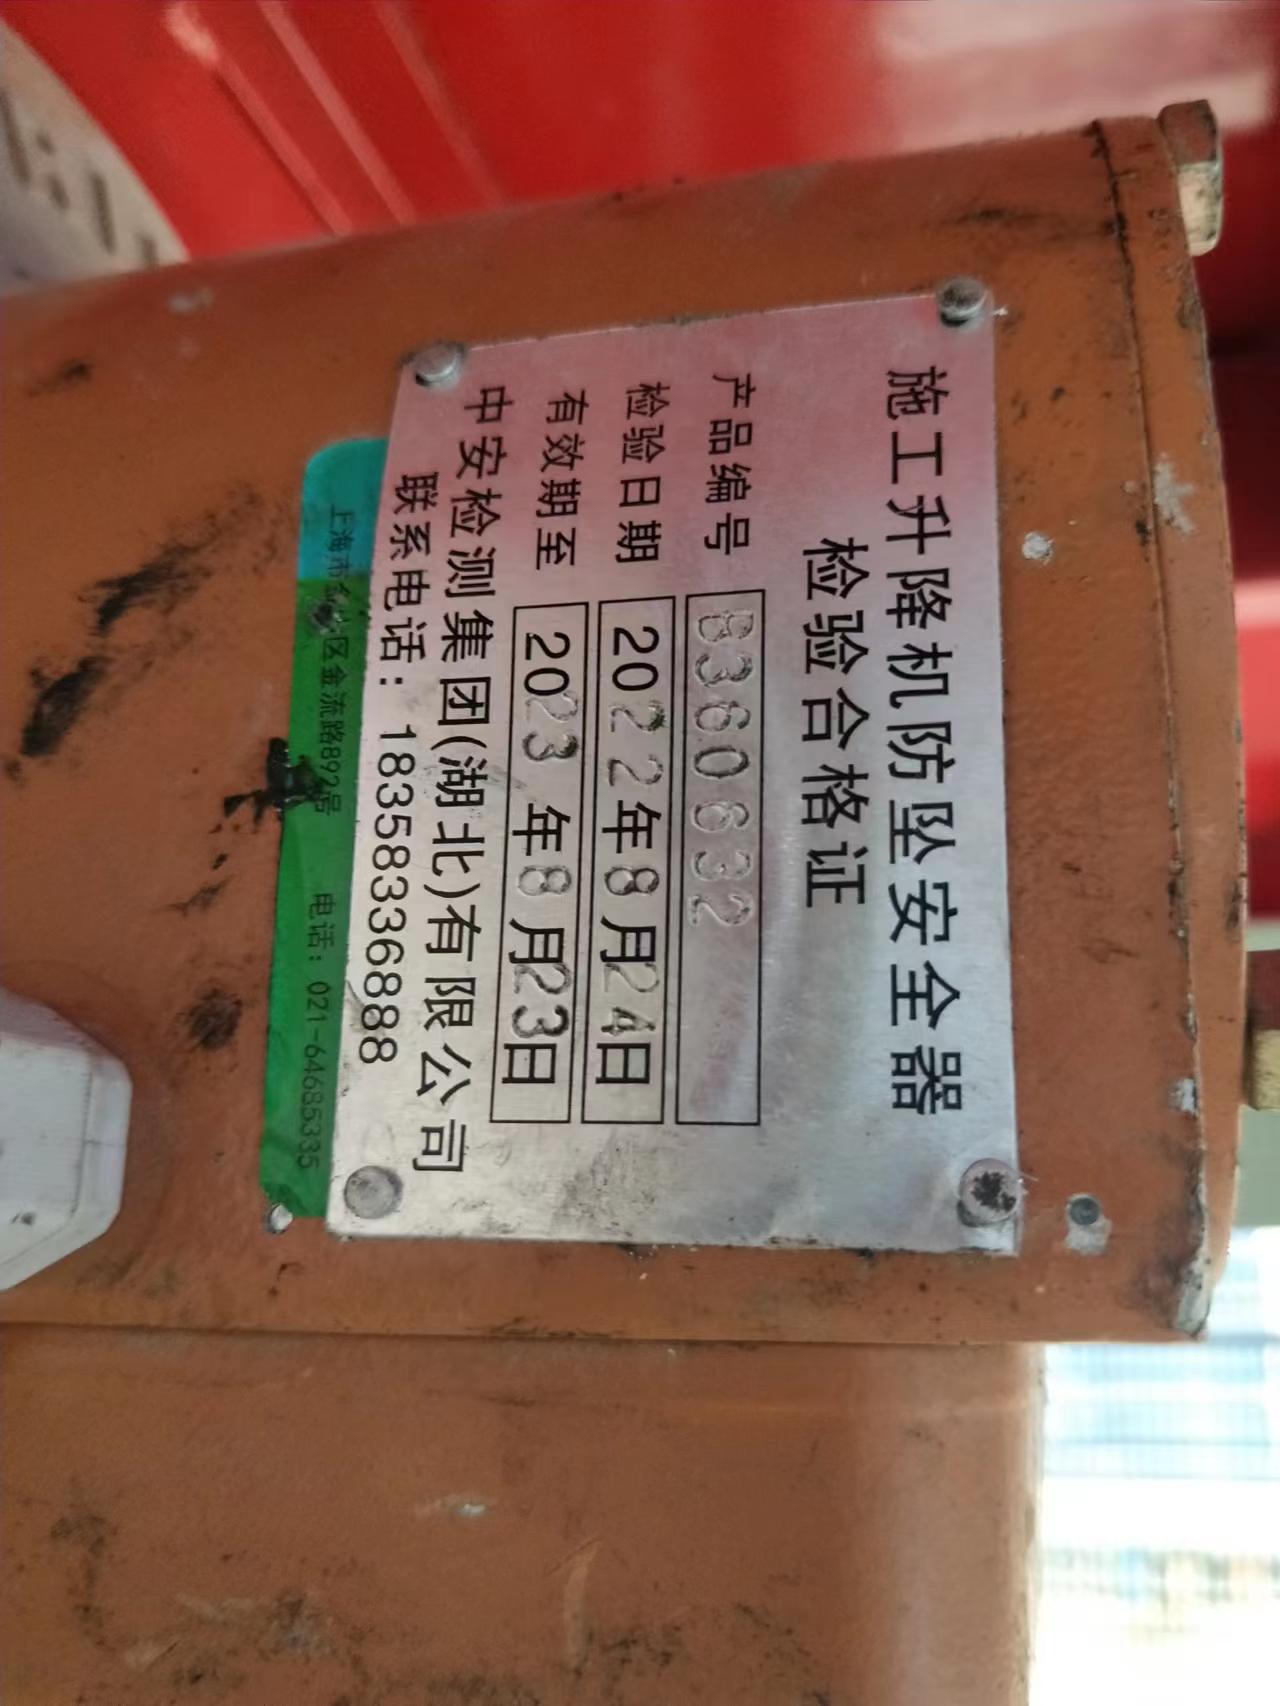 施工升降机防坠安全器
检验合格证
产品编号 B360632
检验日期 2022年8月24日
有效期至 2023年8月23日
中安检测集团(湖北)有限公司
联系电话：18358336888
上海市 区金流路892号 电话：021-64685335